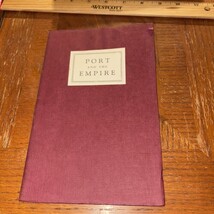 WESTCOTT
PORT
AND THE
EMPIRE